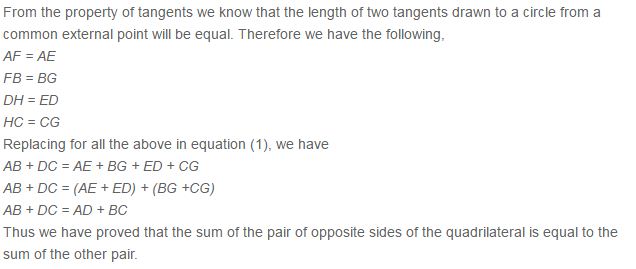 From the property of tangents we know that the length of two tangents drawn to a circle from a
common external point will be equal. Therefore we have the following,
AF = AE
FB = BG
DH = ED
HC = CG
Replacing for all the above in equation (1), we have
AB + DC = AE + BG + ED + CG
AB + DC = (AE + ED) + (BG +CG)
AB + DC = AD + BC
Thus we have proved that the sum of the pair of opposite sides of the quadrilateral is equal to the
sum of the other pair.